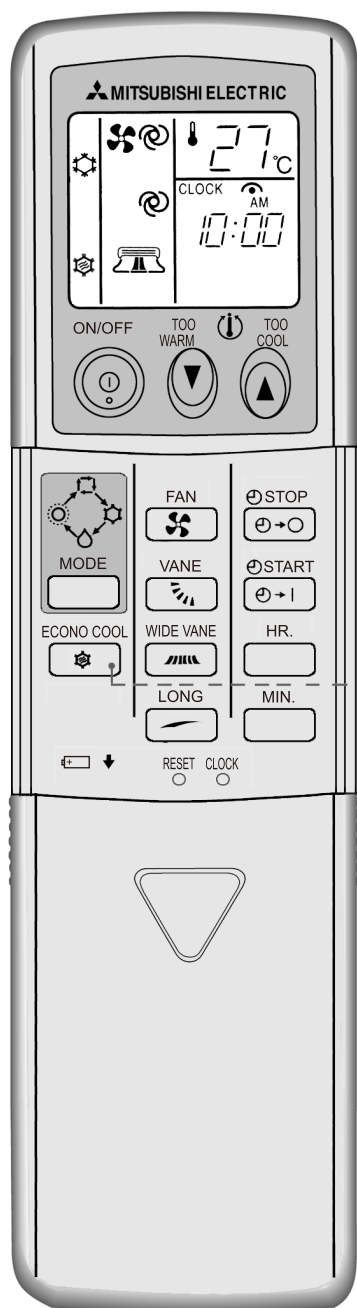 MITSUBISHI ELECTRIC
27°C
CLOCK AM
10:00
ON/OFF
TOO WARM
TOO COOL
MODE
FAN
STOP
VANE
START
ECONO COOL
WIDE VANE
HR.
LONG
MIN.
RESET
CLOCK